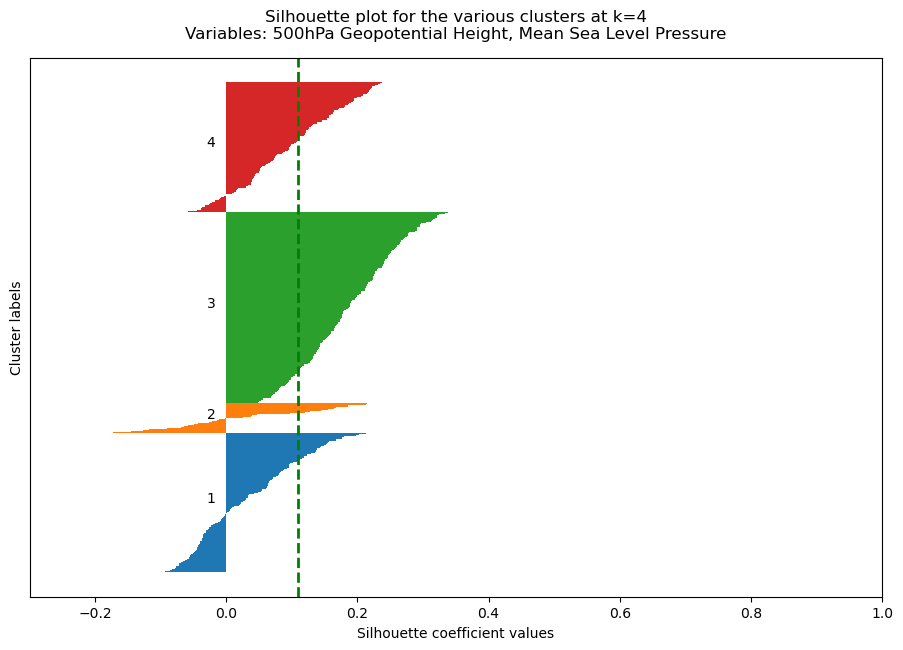 Silhouette plot for the various clusters at k=4
Variables: 500hPa Geopotential Height, Mean Sea Level Pressure
4
3
2
1
Cluster labels
−0.2 0.0 0.2 0.4 0.6 0.8 1.0
Silhouette coefficient values